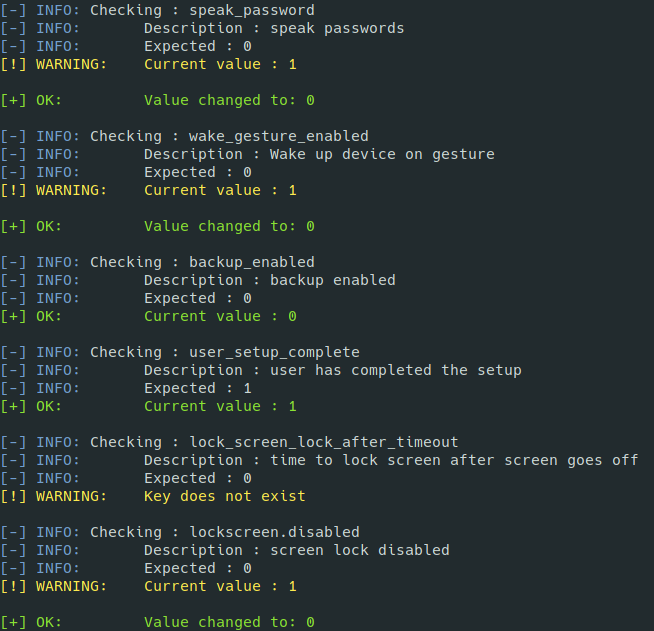 [-] INFO: Checking : speak_password
[-] INFO:       Description : speak passwords
[-] INFO:       Expected : 0
[!] WARNING:    Current value : 1
[+] OK:         Value changed to: 0
[-] INFO: Checking : wake_gesture_enabled
[-] INFO:       Description : Wake up device on gesture
[-] INFO:       Expected : 0
[!] WARNING:    Current value : 1
[+] OK:         Value changed to: 0
[-] INFO: Checking : backup_enabled
[-] INFO:       Description : backup enabled
[-] INFO:       Expected : 0
[+] OK:         Current value : 0
[-] INFO: Checking : user_setup_complete
[-] INFO:       Description : user has completed the setup
[-] INFO:       Expected : 1
[+] OK:         Current value : 1
[-] INFO: Checking : lock_screen_lock_after_timeout
[-] INFO:       Description : time to lock screen after screen goes off
[-] INFO:       Expected : 0
[!] WARNING:    Key does not exist
[-] INFO: Checking : lockscreen.disabled
[-] INFO:       Description : screen lock disabled
[-] INFO:       Expected : 0
[!] WARNING:    Current value : 1
[+] OK:         Value changed to: 0